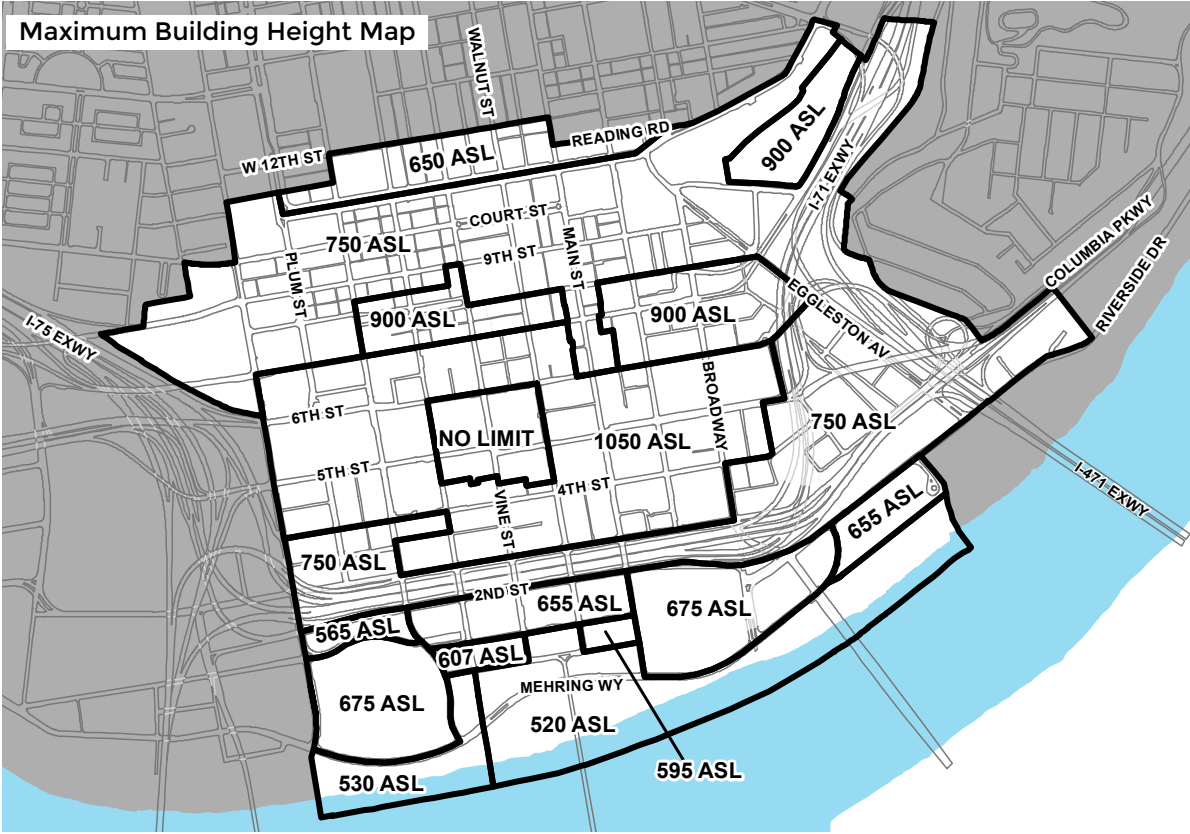 Maximum Building Height Map
WALNUT ST
READING RD
W 12TH ST
650 ASL
900 ASL
I-71 EXWY
COURT ST
750 ASL
9TH ST
MAIN ST
PLUM ST
COLUMBIA PKWY
RIVERSIDE DR
EGGLESTON AV
900 ASL
900 ASL
I-75 EXWY
BROADWAY
6TH ST
NO LIMIT
1050 ASL
750 ASL
5TH ST
4TH ST
VINE ST
I-471 EXWY
655 ASL
750 ASL
2ND ST
655 ASL
675 ASL
565 ASL
607 ASL
MEHRING WY
675 ASL
520 ASL
595 ASL
530 ASL